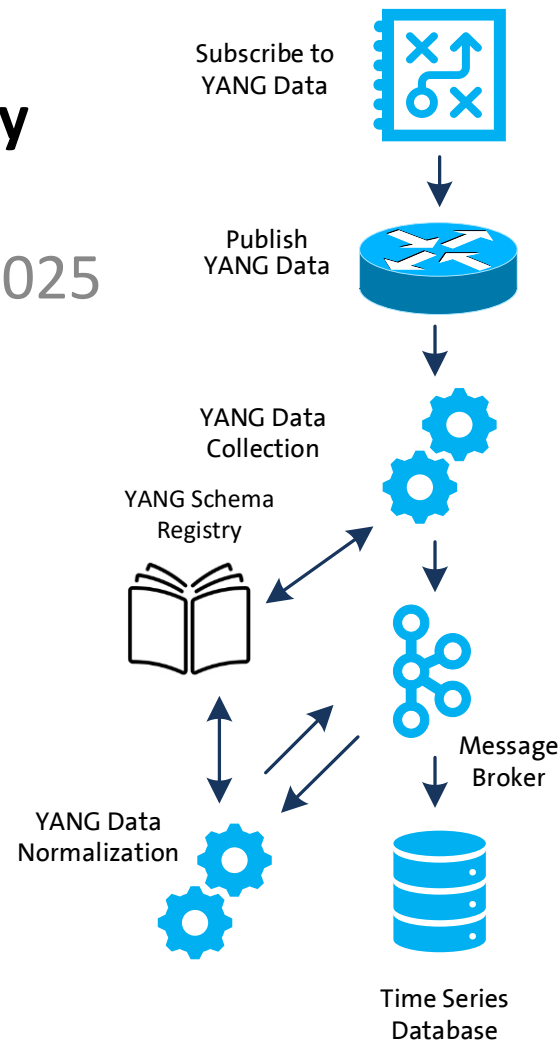 Subscribe to
YANG Data
y
025
Publish
YANG Data
YANG Data
Collection
YANG Schema
Registry
Message
Broker
YANG Data
Normalization
Time Series
Database